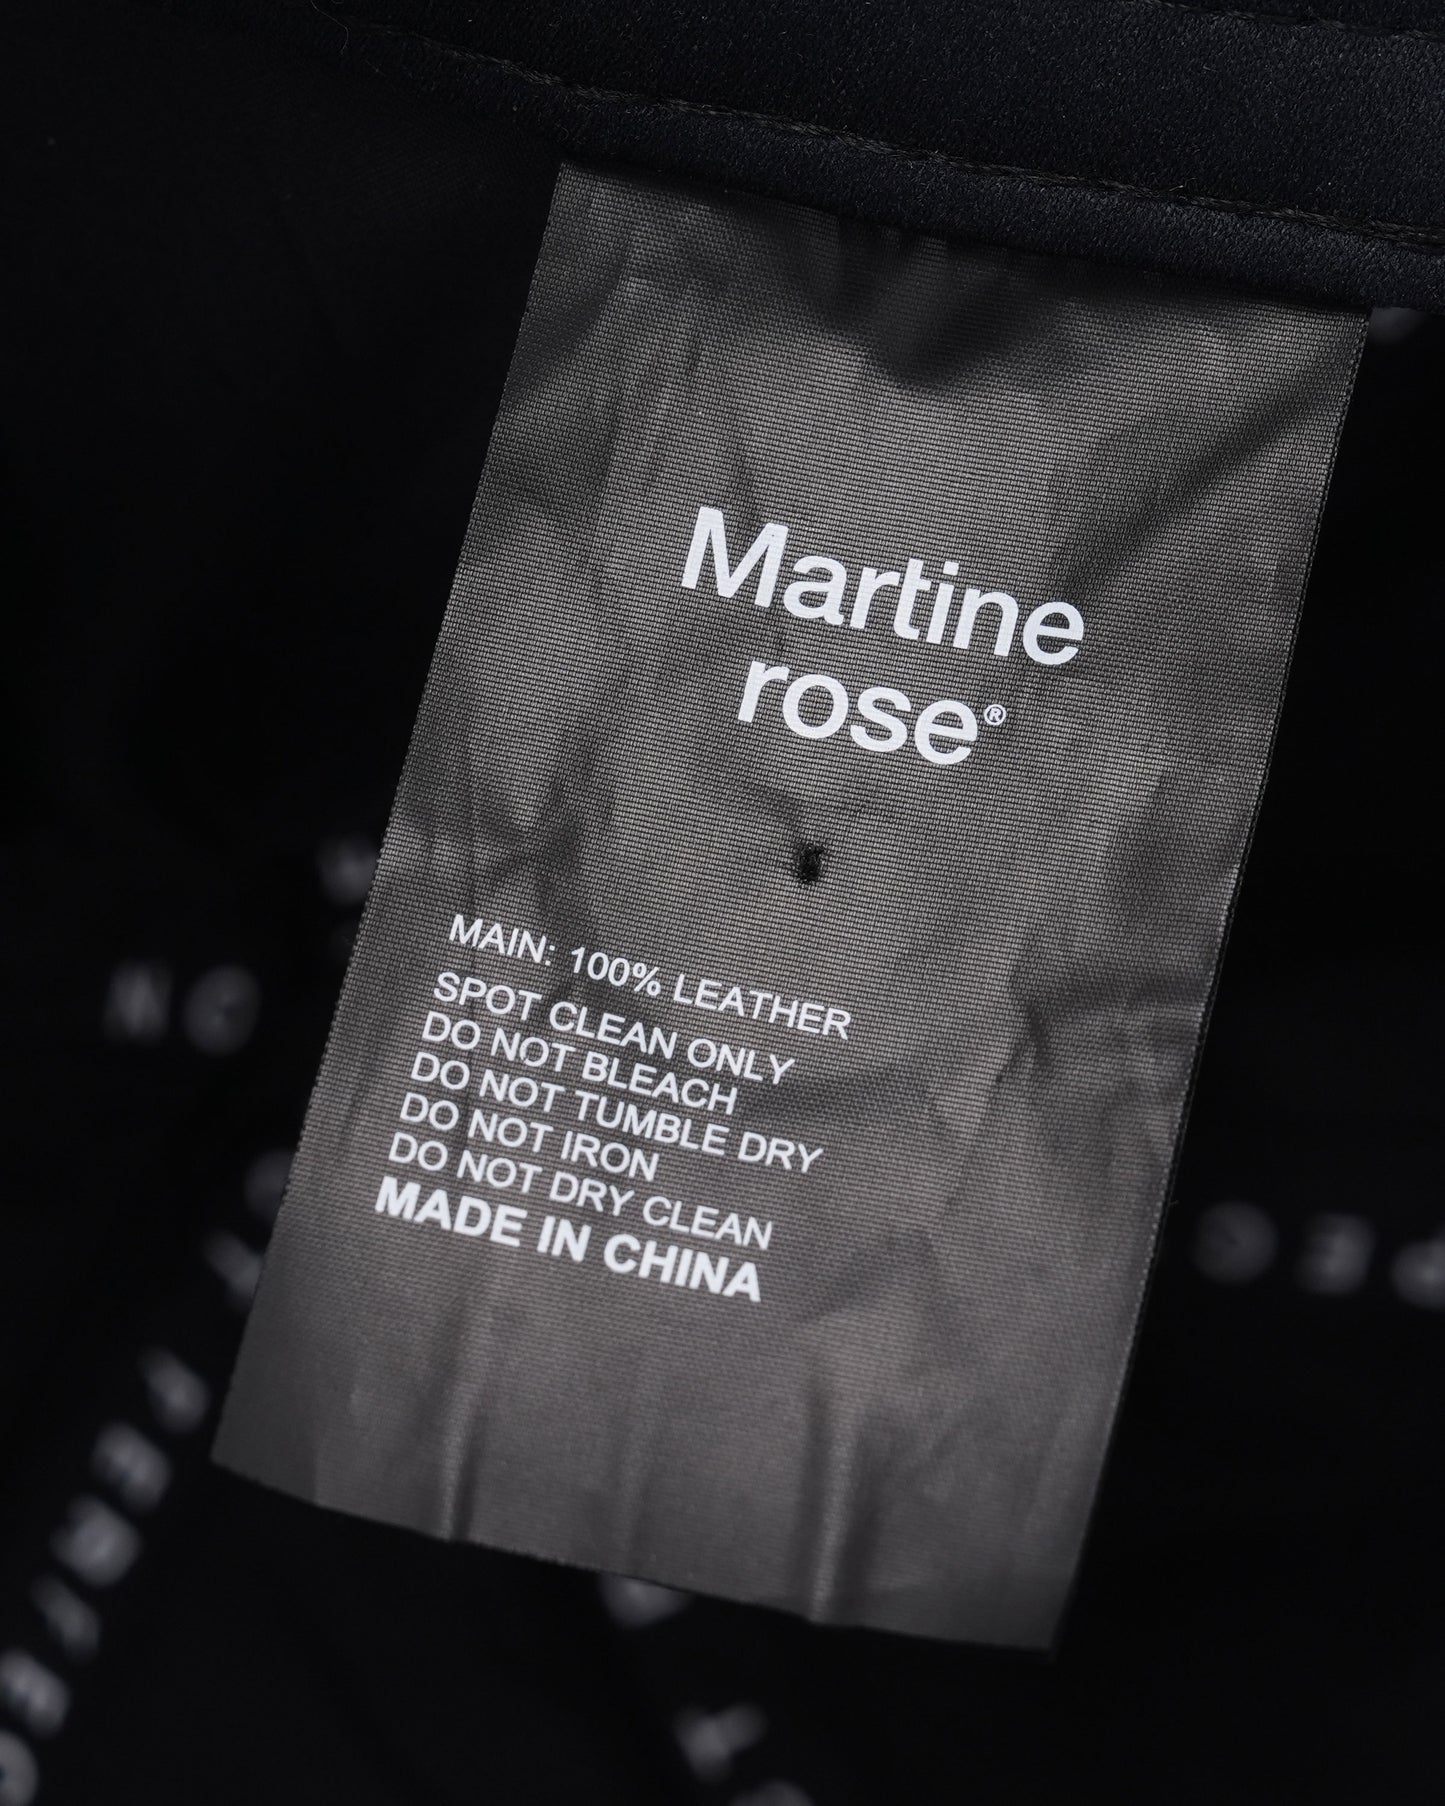 Martine
rose®
MAIN: 100% LEATHER
SPOT CLEAN ONLY
DO NOT BLEACH
DO NOT TUMBLE DRY
DO NOT IRON
DO NOT DRY CLEAN
MADE IN CHINA